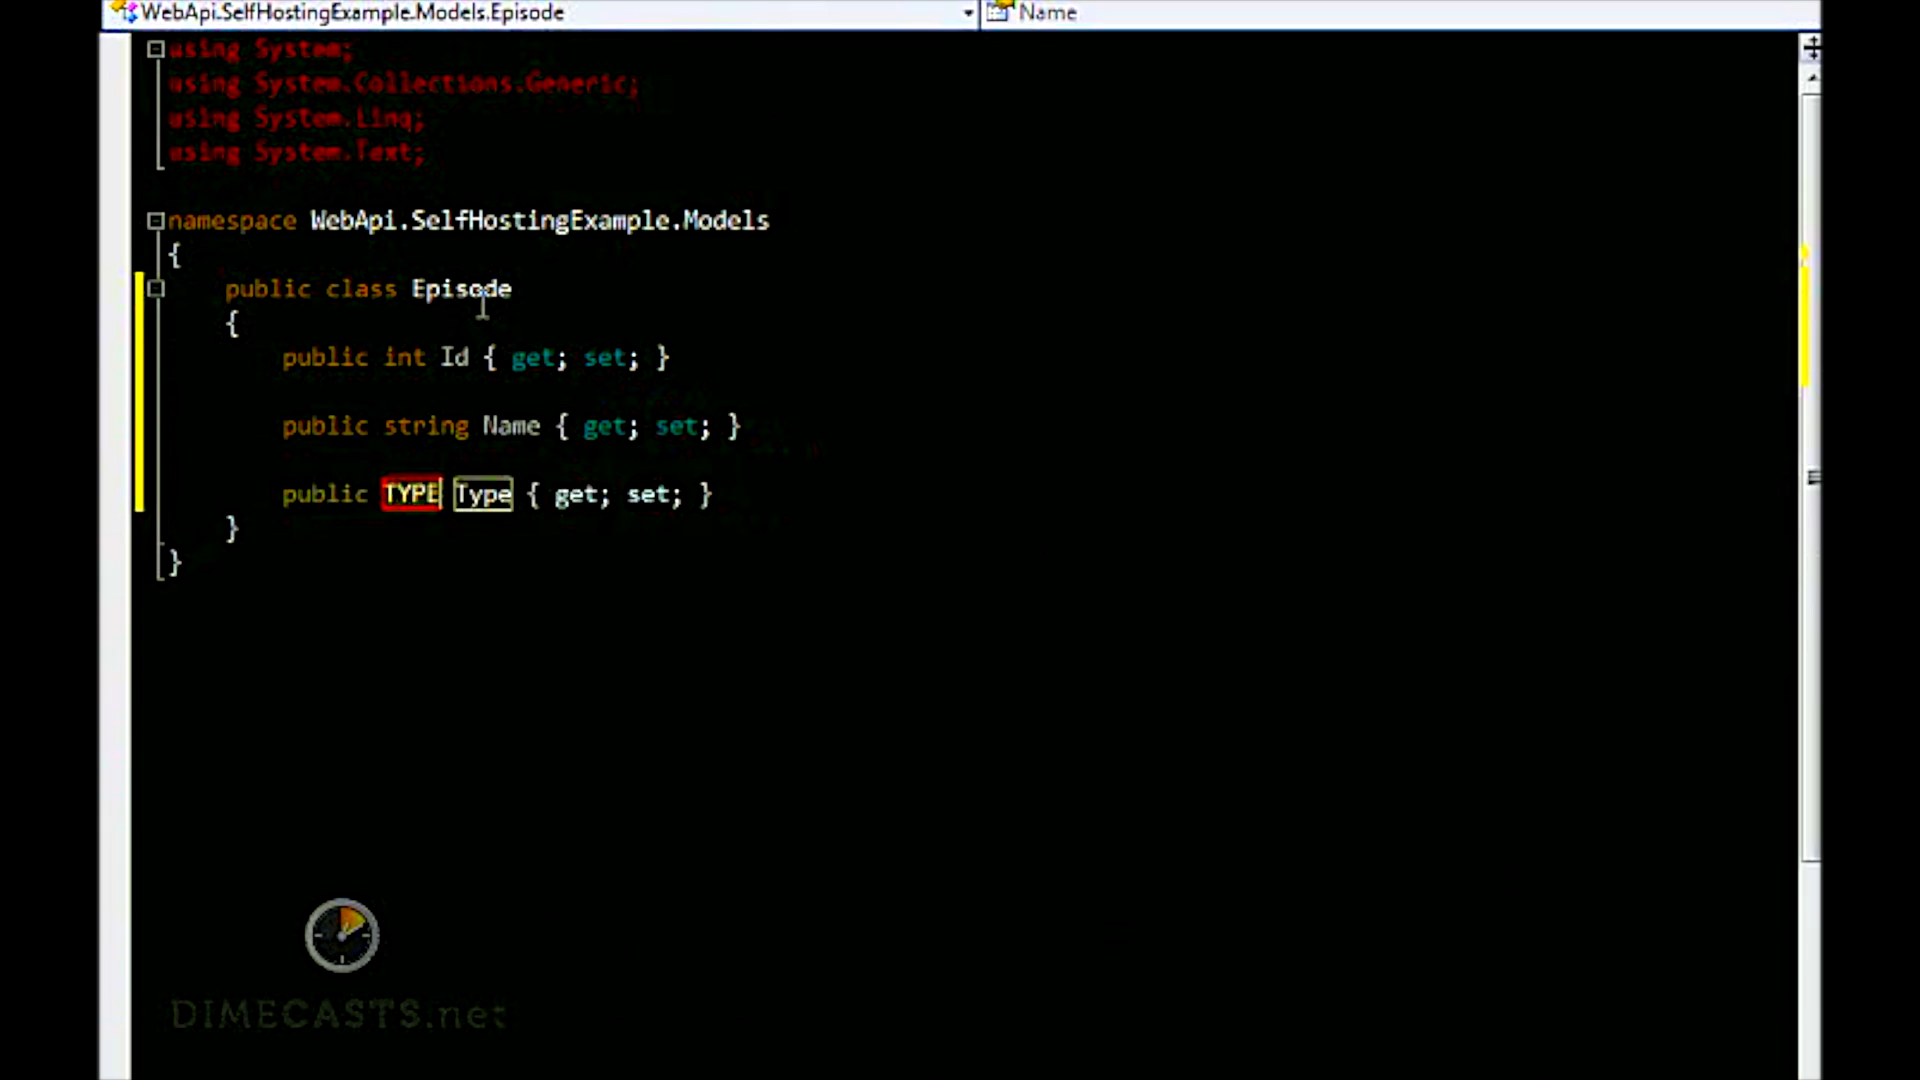 WebApi.SelfHostingExample.Models.Episode
Name
using System;
using System.Collections.Generic;
using System.Linq;
using System.Text;
namespace WebApi.SelfHostingExample.Models
{
public class Episode
{
public int Id { get; set; }
public string Name { get; set; }
public TYPE Type { get; set; }
}
}
DIMECASTS.net